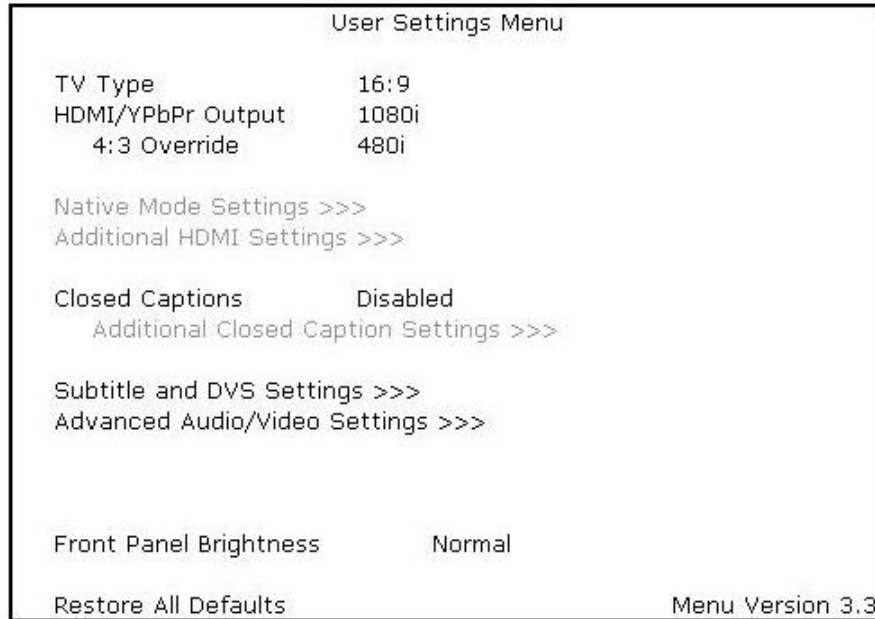 User Settings Menu
TV Type 16:9
HDMI/YPbPr Output 1080i
4:3 Override 480i
Native Mode Settings >>>
Additional HDMI Settings >>>
Closed Captions Disabled
Additional Closed Caption Settings >>>
Subtitle and DVS Settings >>>
Advanced Audio/Video Settings >>>
Front Panel Brightness Normal
Restore All Defaults Menu Version 3.3